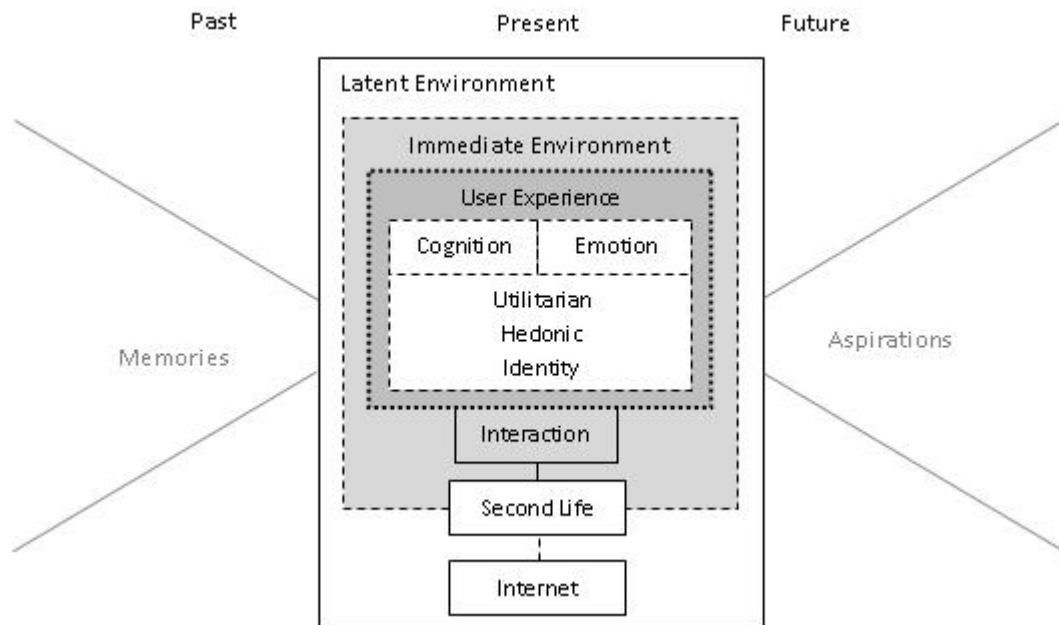 Past
Present
Future
Latent Environment
Immediate Environment
User Experience
Cognition
Emotion
Utilitarian
Hedonic
Identity
Memories
Aspirations
Interaction
Second Life
Internet